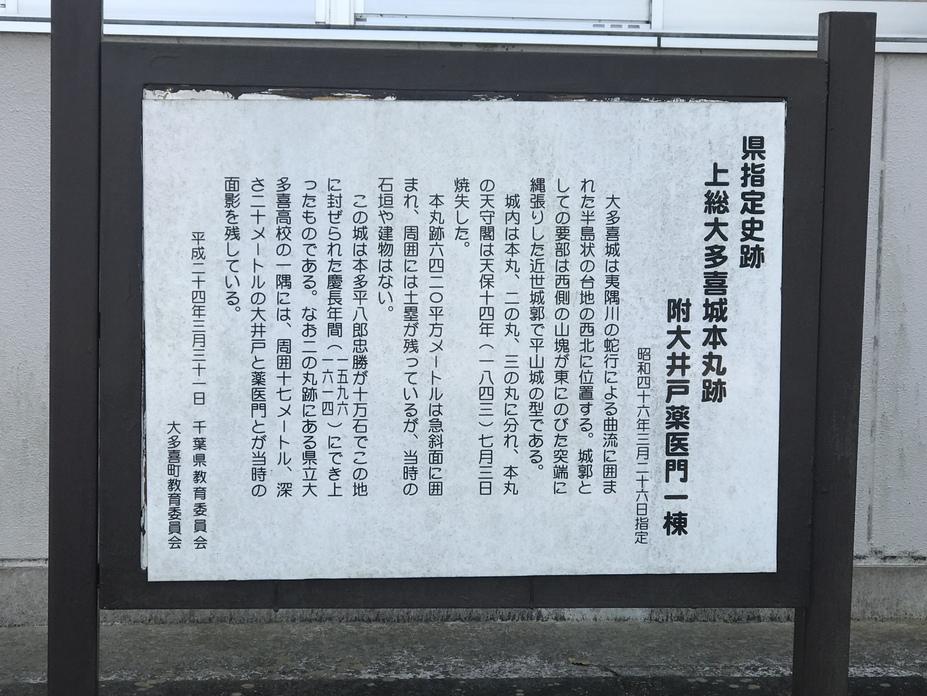 県指定史跡
上総大多喜城本丸跡
附大井戸薬医門一棟
昭和四十六年三月二十六日指定
大多喜城は夷隅川の蛇行による曲流に囲ま
れた半島状の台地の西北に位置する。城郭と
しての要部は西側の山塊が東にのびた突端に
縄張りした近世城郭で平山城の型である。
城内は本丸、二の丸、三の丸に分れ、本丸
の天守閣は天保十四年（一八四三）七月三日
焼失した。
本丸跡六四二〇平方メートルは急斜面に囲
まれ、周囲には土塁が残っているが、当時の
石垣や建物はない。
この城は本多平八郎忠勝が十万石でこの地
に封ぜられた慶長年間（一五九六一六一四）にでき上
ったものである。なお二の丸跡にある県立大
多喜高校の一隅には、周囲十七メートル、深
さ二十メートルの大井戸と薬医門とが当時の
面影を残している。
平成二十四年三月三十一日　千葉県教育委員会
大多喜町教育委員会